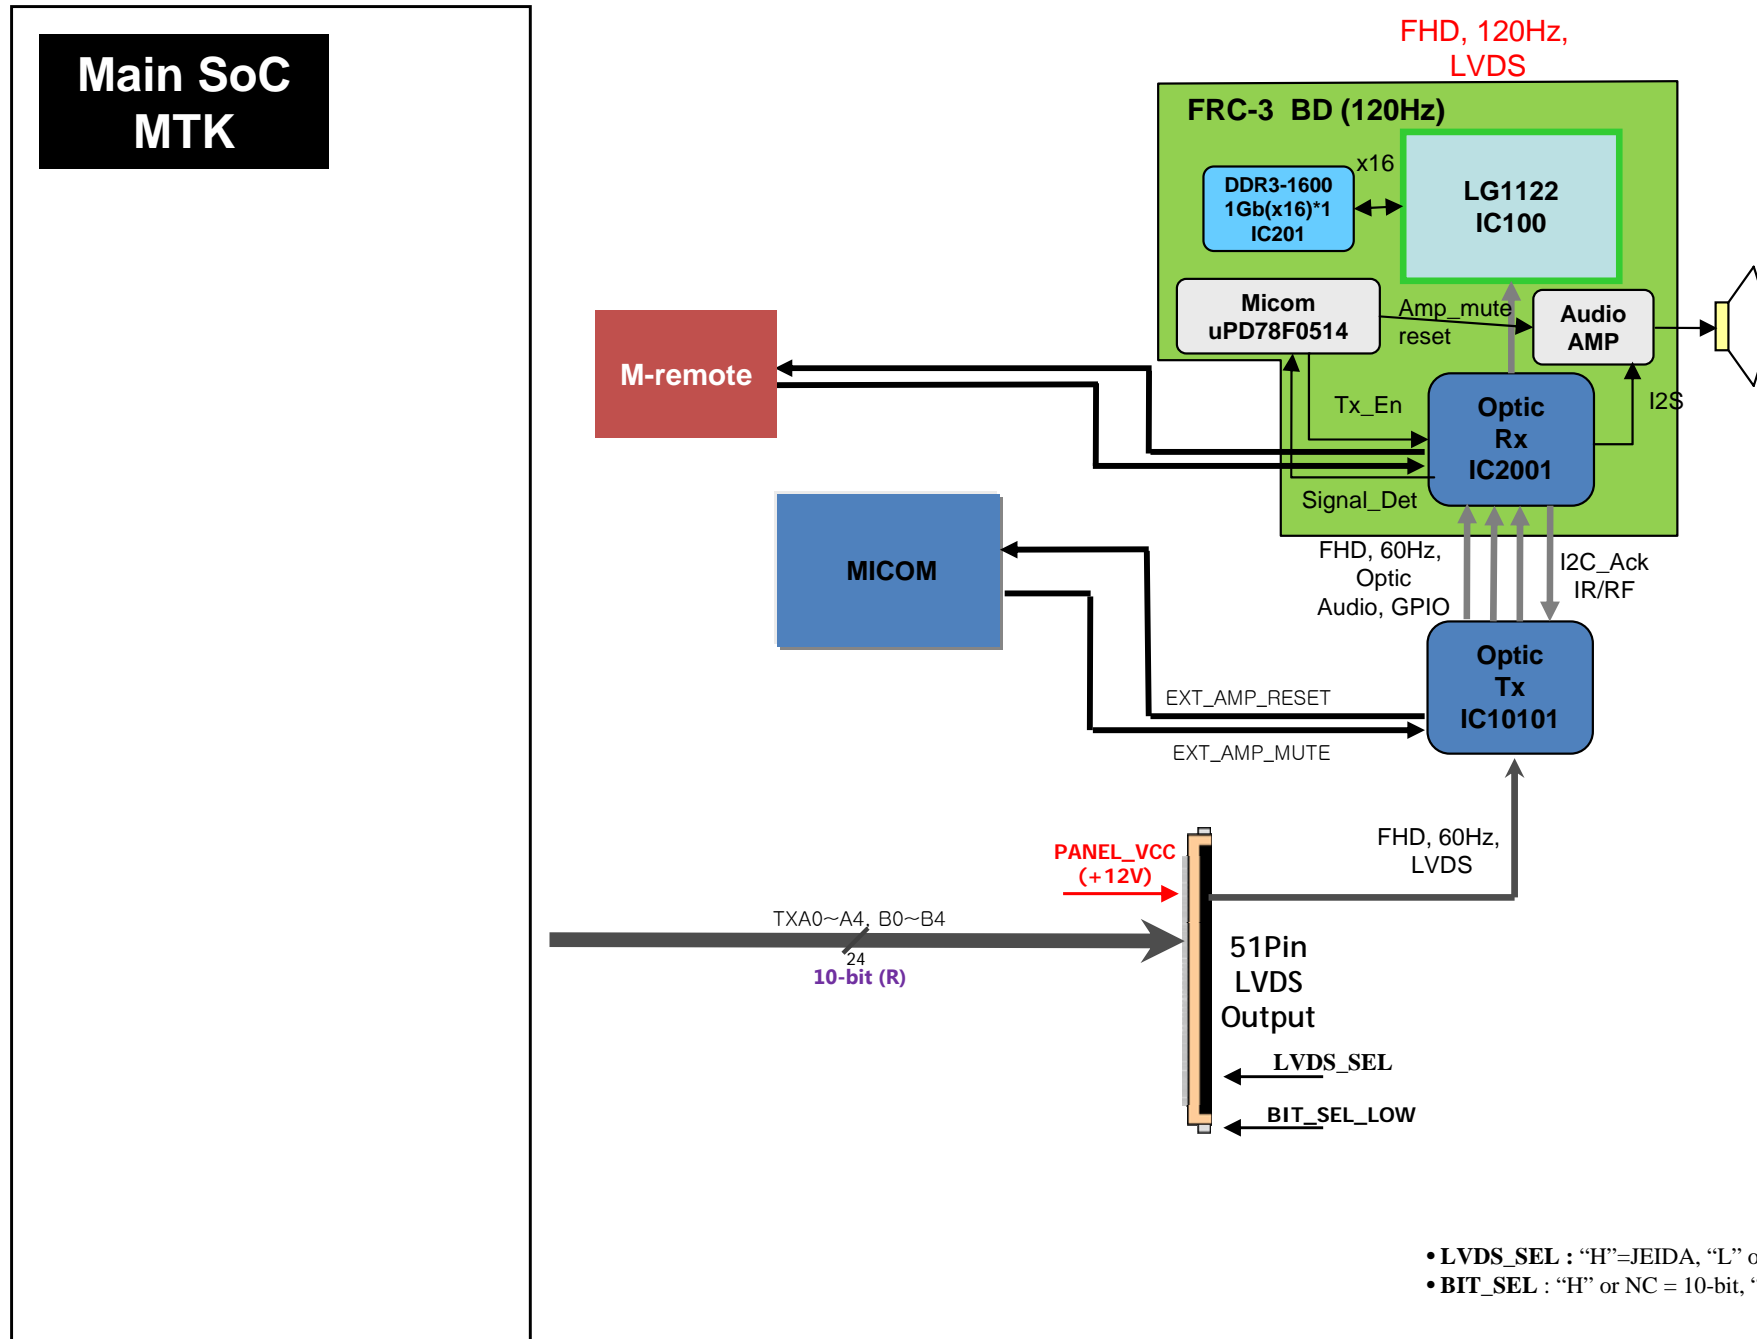 Main SoC
MTK
FHD, 120Hz,
LVDS
FRC-3 BD (120Hz)
x16
DDR3-1600
1Gb(x16)*1
IC201
LG1122
IC100
Micom
uPD78F0514
Amp_mute
reset
Audio
AMP
M-remote
Tx_En
Optic
Rx
IC2001
I2S
Signal_Det
MICOM
FHD, 60Hz,
Optic
Audio, GPIO
I2C_Ack
IR/RF
Optic
Tx
IC10101
EXT_AMP_RESET
EXT_AMP_MUTE
FHD, 60Hz,
LVDS
PANEL_VCC
(+12V)
TXA0~A4, B0~B4
24
10-bit (R)
51Pin
LVDS
Output
LVDS_SEL
BIT_SEL_LOW
• LVDS_SEL : “H”=JEIDA, “L”
• BIT_SEL : “H” or NC = 10-bit, “